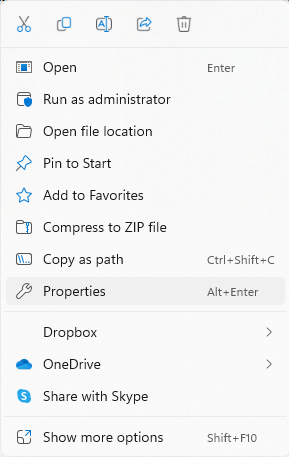 Open Enter
Run as administrator
Open file location
Pin to Start
Add to Favorites
Compress to ZIP file
Copy as path Ctrl+Shift+C
Properties Alt+Enter
Dropbox
OneDrive
Share with Skype
Show more options Shift+F10